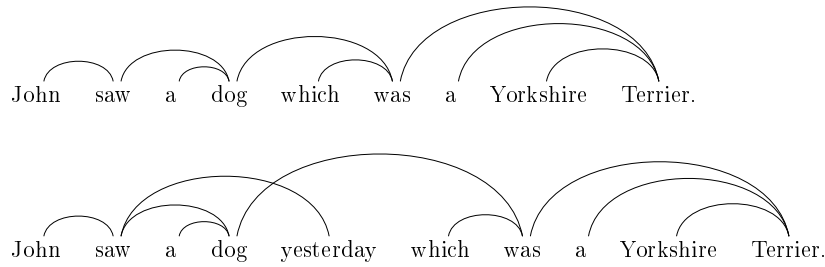 John saw a dog which was a Yorkshire Terrier.
John saw a dog yesterday which was a Yorkshire Terrier.